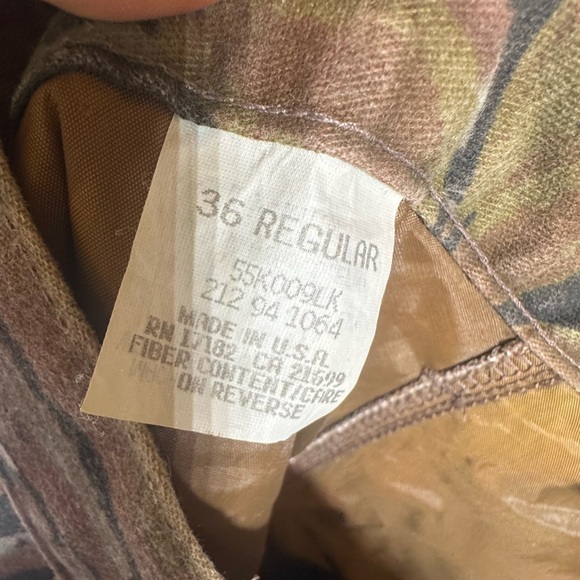 36 REGULAR
55K009LK
212 94 1064
MADE IN U.S.A.
RN 17182 CA 21599
FIBER CONTENT/CARE
ON REVERSE